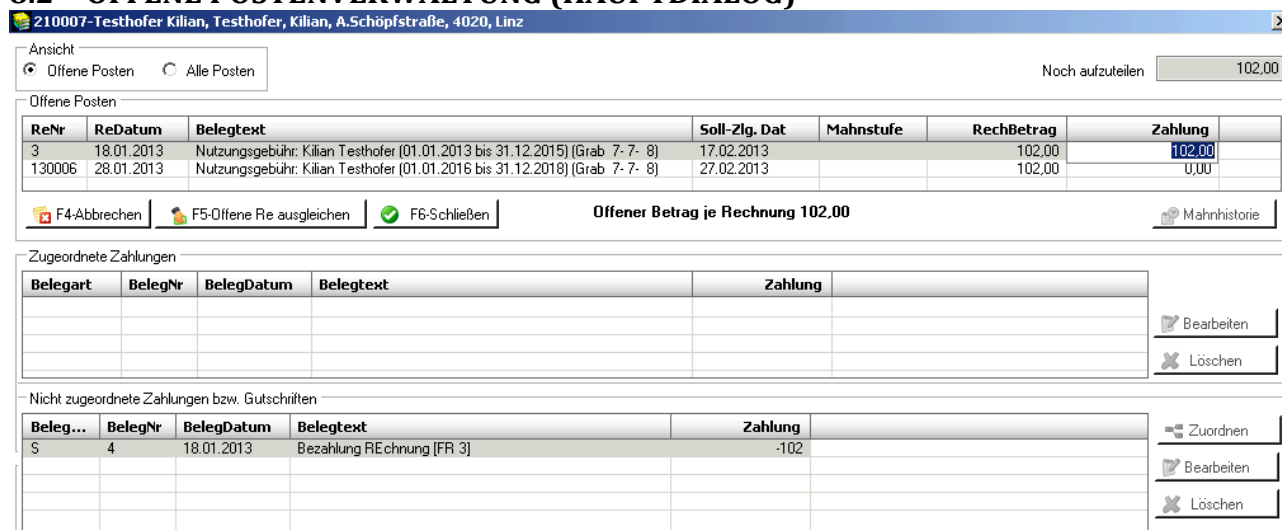 6.2 OFFENE POSTENVERWALTUNG (HAUPTDIALOG)
210007-Testhofer Kilian, Testhofer, Kilian, A.Schöpfstraße, 4020, Linz
Ansicht
Offene Posten Alle Posten
Noch aufzuteilen 102,00
Offene Posten
ReNr ReDatum Belegtext Soll-Zlg. Dat Mahnstufe RechBetrag Zahlung
3 18.01.2013 Nutzungsgebühr: Kilian Testhofer (01.01.2013 bis 31.12.2015) (Grab 7- 7- 8) 17.02.2013 102,00 102,00
130006 28.01.2013 Nutzungsgebühr: Kilian Testhofer (01.01.2016 bis 31.12.2018) (Grab 7- 7- 8) 27.02.2013 102,00 0,00
F4-Abbrechen F5-Offene Re ausgleichen F6-Schließen Offener Betrag je Rechnung 102,00 Mahnhistorie
Zugeordnete Zahlungen
Belegart BelegNr BelegDatum Belegtext Zahlung
Bearbeiten
Löschen
Nicht zugeordnete Zahlungen bzw. Gutschriften
Beleg... BelegNr BelegDatum Belegtext Zahlung
Zuordnen
S 4 18.01.2013 Bezahlung REchnung [FR 3] -102
Bearbeiten
Löschen